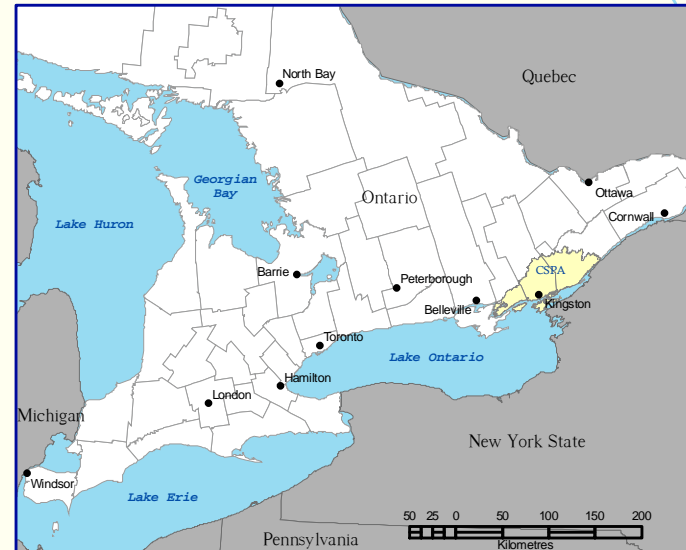 North Bay
Quebec
Georgian
Bay
Ottawa
Ontario
Cornwall
Lake Huron
CSPA
Barrie
Peterborough
Belleville
Kingston
Toronto
Lake Ontario
Hamilton
London
Michigan
New York State
Windsor
Lake Erie
50 25 0 50 100 150 200
Kilometres
Pennsylvania